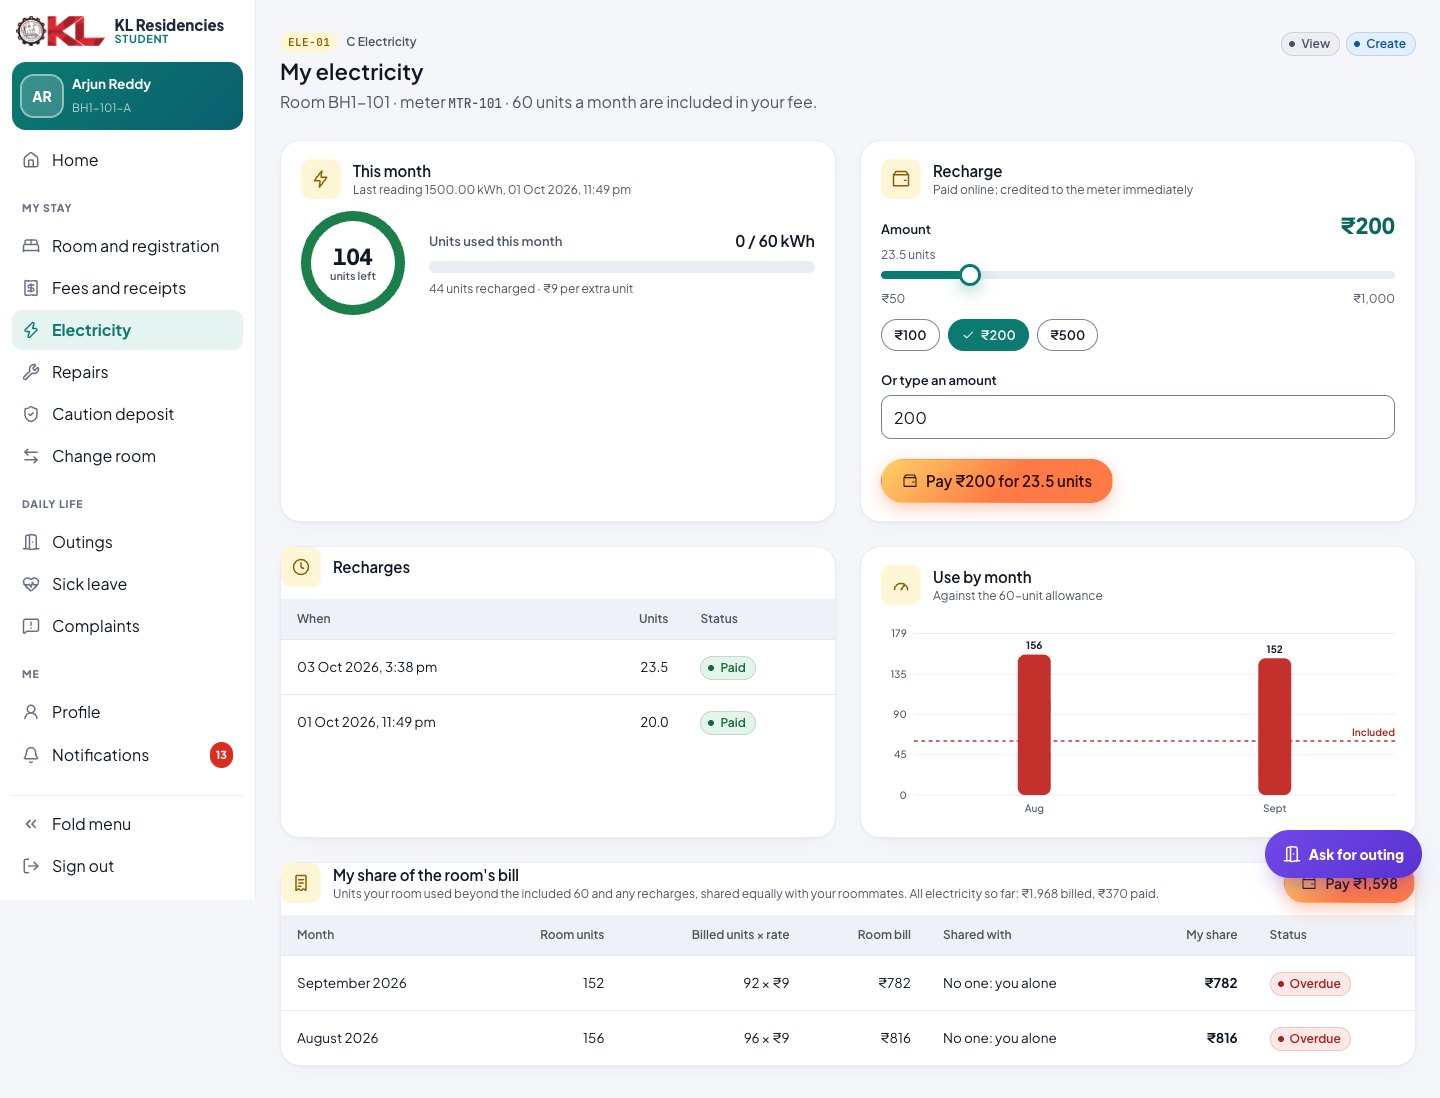 KL
KL Residencies
STUDENT
AR
Arjun Reddy
BH1-101-A
Home
MY STAY
Room and registration
Fees and receipts
Electricity
Repairs
Caution deposit
Change room
DAILY LIFE
Outings
Sick leave
Complaints
ME
Profile
Notifications 13
Fold menu
Sign out
ELE-01 C Electricity
View Create
My electricity
Room BH1-101 · meter MTR-101 · 60 units a month are included in your fee.
This month
Last reading 1500.00 kWh, 01 Oct 2026, 11:49 pm
104
units left
Units used this month 0 / 60 kWh
44 units recharged · ₹9 per extra unit
Recharge
Paid online; credited to the meter immediately
Amount ₹200
23.5 units
₹50 ₹1,000
₹100 ₹200 ₹500
Or type an amount
200
Pay ₹200 for 23.5 units
Recharges
When Units Status
03 Oct 2026, 3:38 pm 23.5 Paid
01 Oct 2026, 11:49 pm 20.0 Paid
Use by month
Against the 60-unit allowance
179
156
152
135
90
Included
45
0
Aug Sept
Ask for outing
My share of the room's bill
Units your room used beyond the included 60 and any recharges, shared equally with your roommates. All electricity so far: ₹1,968 billed, ₹370 paid.
Pay ₹1,598
Month Room units Billed units × rate Room bill Shared with My share Status
September 2026 152 92 × ₹9 ₹782 No one: you alone ₹782 Overdue
August 2026 156 96 × ₹9 ₹816 No one: you alone ₹816 Overdue